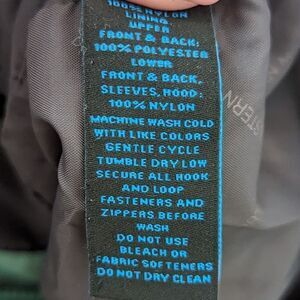 100% NYLON
LINING
UPPER
FRONT & BACK:
100% POLYESTER
LOWER
FRONT & BACK,
SLEEVES, HOOD:
100% NYLON
MACHINE WASH COLD
WITH LIKE COLORS
GENTLE CYCLE
TUMBLE DRY LOW
SECURE ALL HOOK
AND LOOP
FASTENERS AND
ZIPPERS BEFORE
WASH
DO NOT USE
BLEACH OR
FABRIC SOFTENERS
DO NOT DRY CLEAN